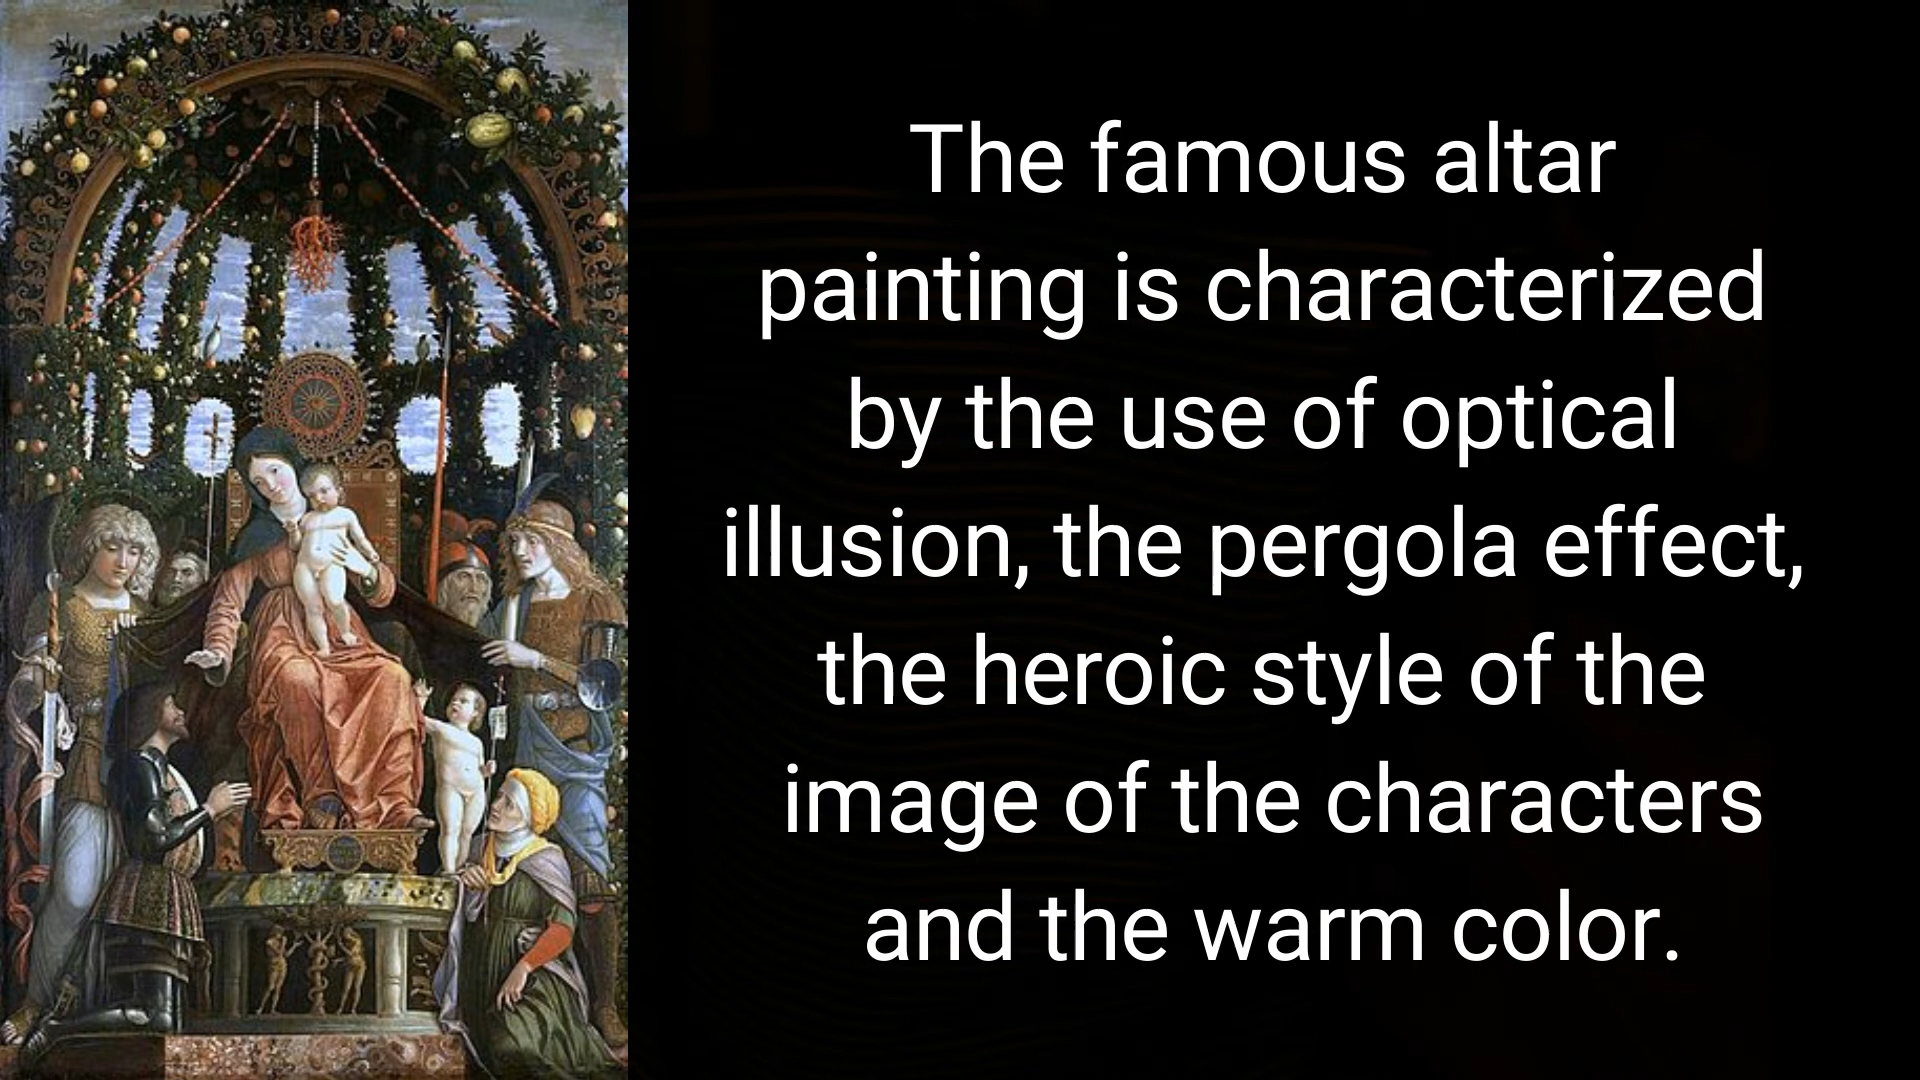 The famous altar
painting is characterized
by the use of optical
illusion, the pergola effect,
the heroic style of the
image of the characters
and the warm color.